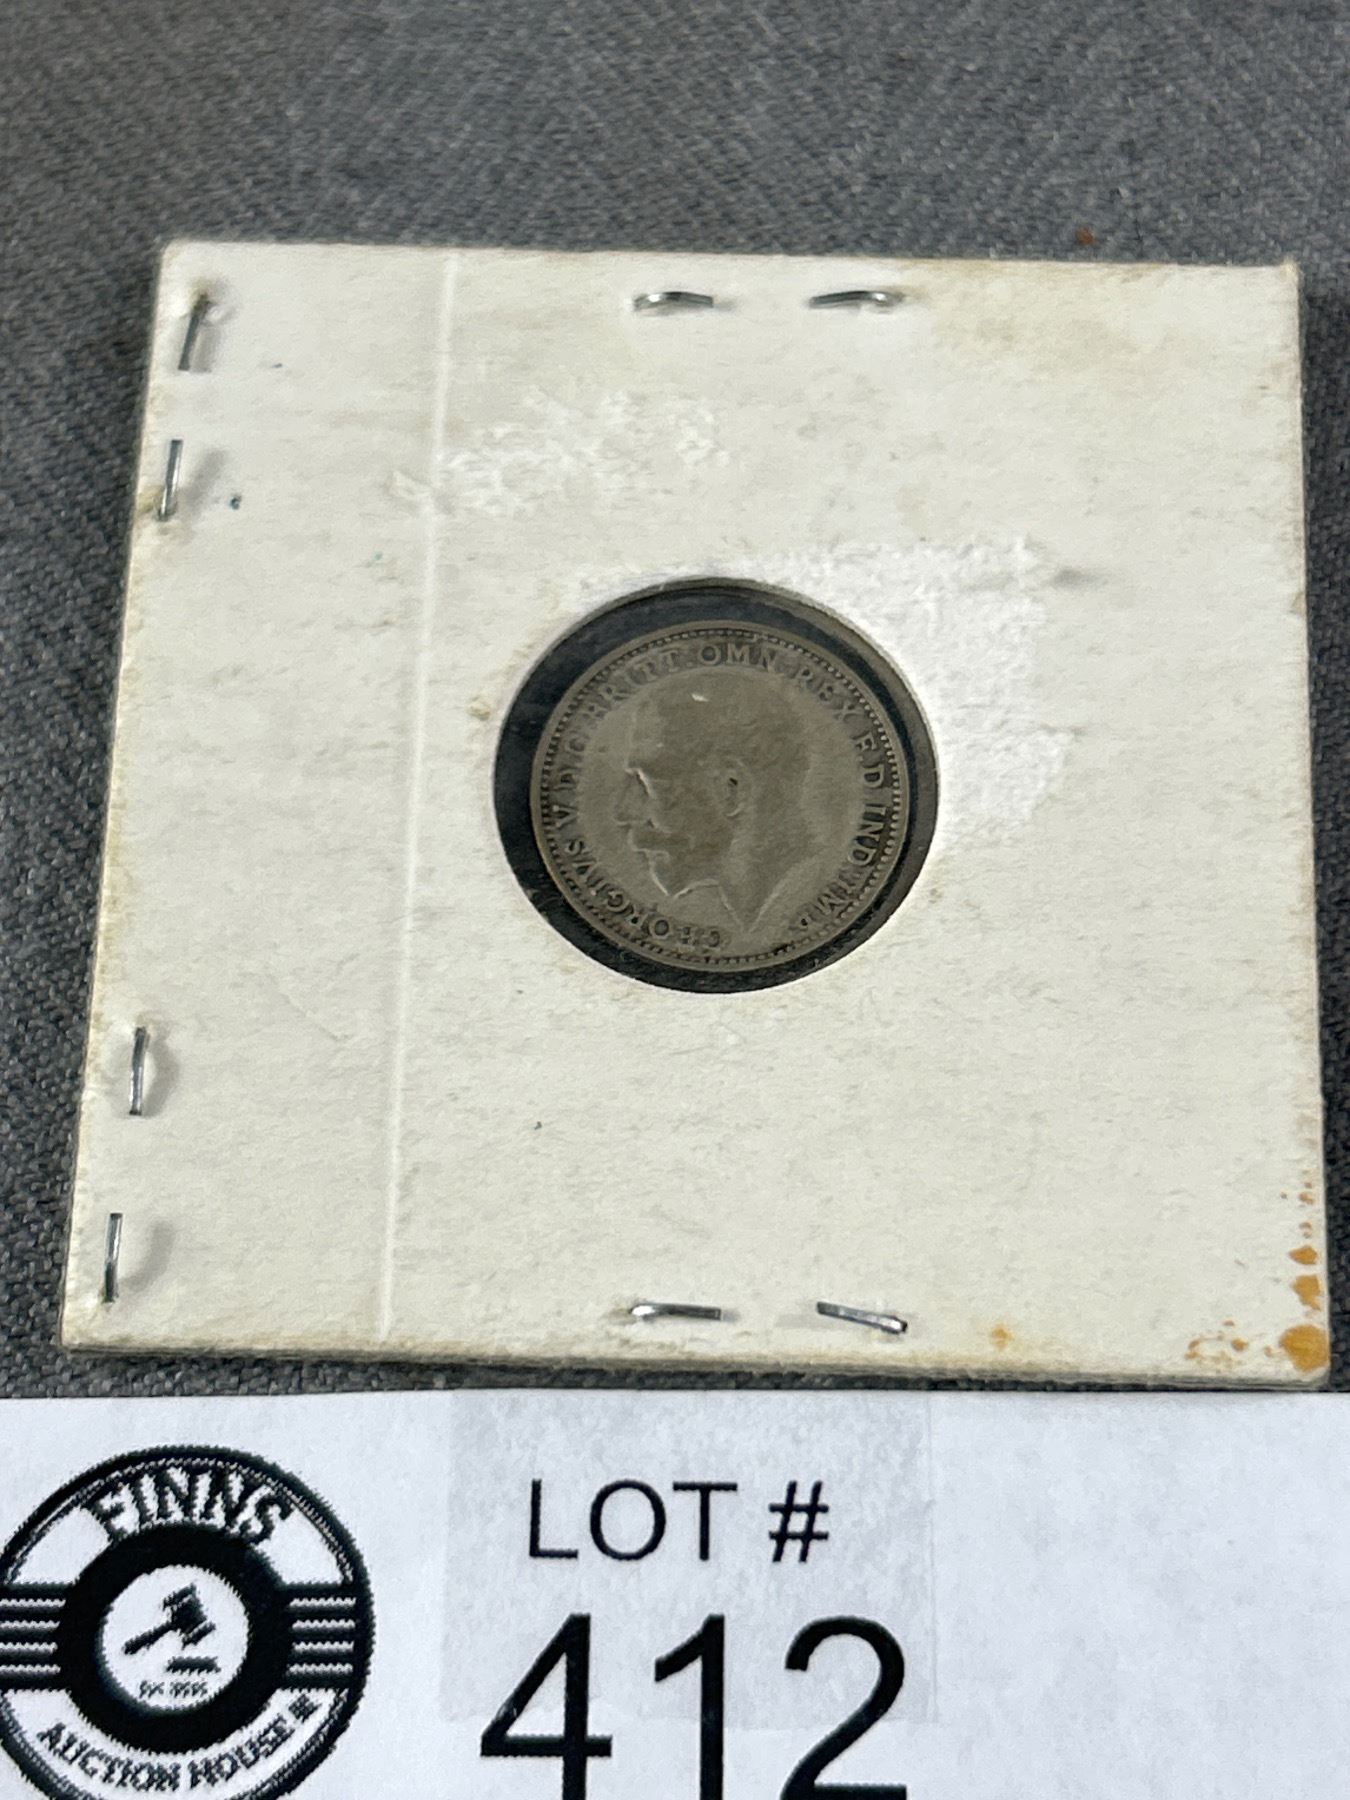 GEORGIVS V D.G.BRITT:OMN:REX F.D.IND:IMP:
FINNS
AUCTION HOUSE
LOT #
412